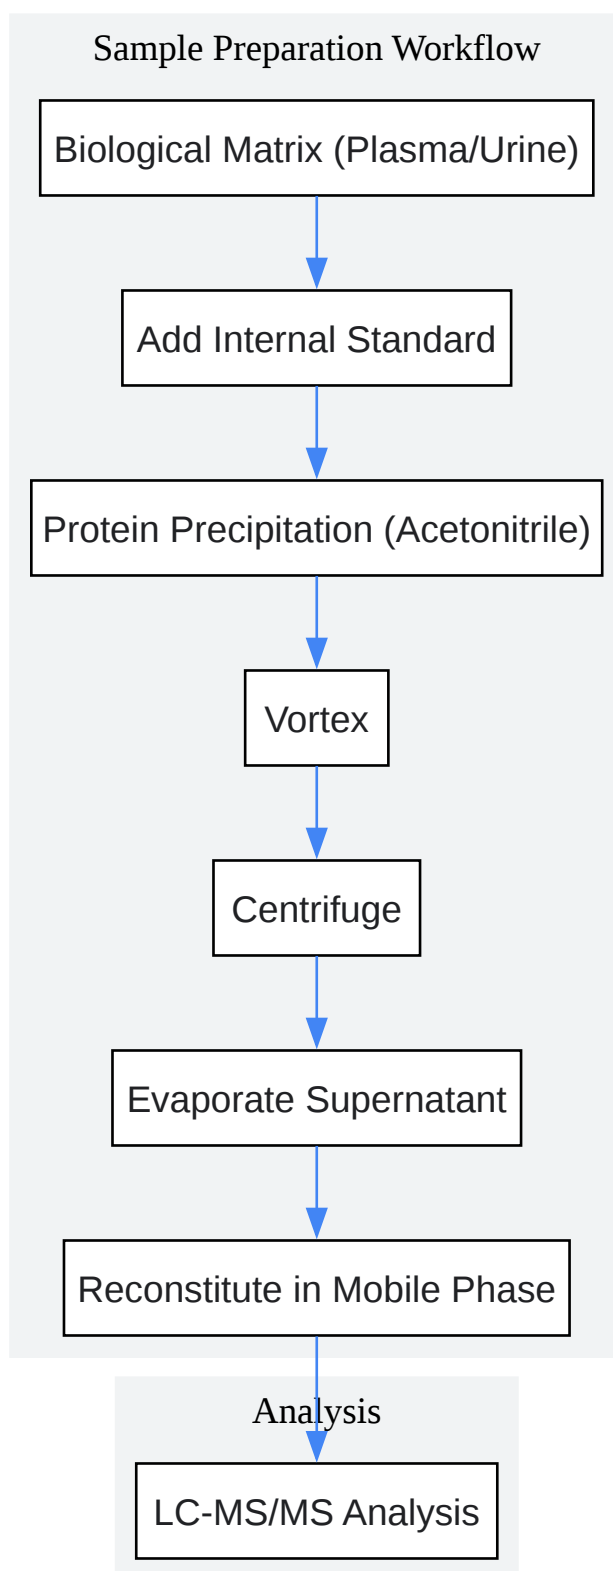 Sample Preparation Workflow
Biological Matrix (Plasma/Urine)
Add Internal Standard
Protein Precipitation (Acetonitrile)
Vortex
Centrifuge
Evaporate Supernatant
Reconstitute in Mobile Phase
Analysis
LC-MS/MS Analysis